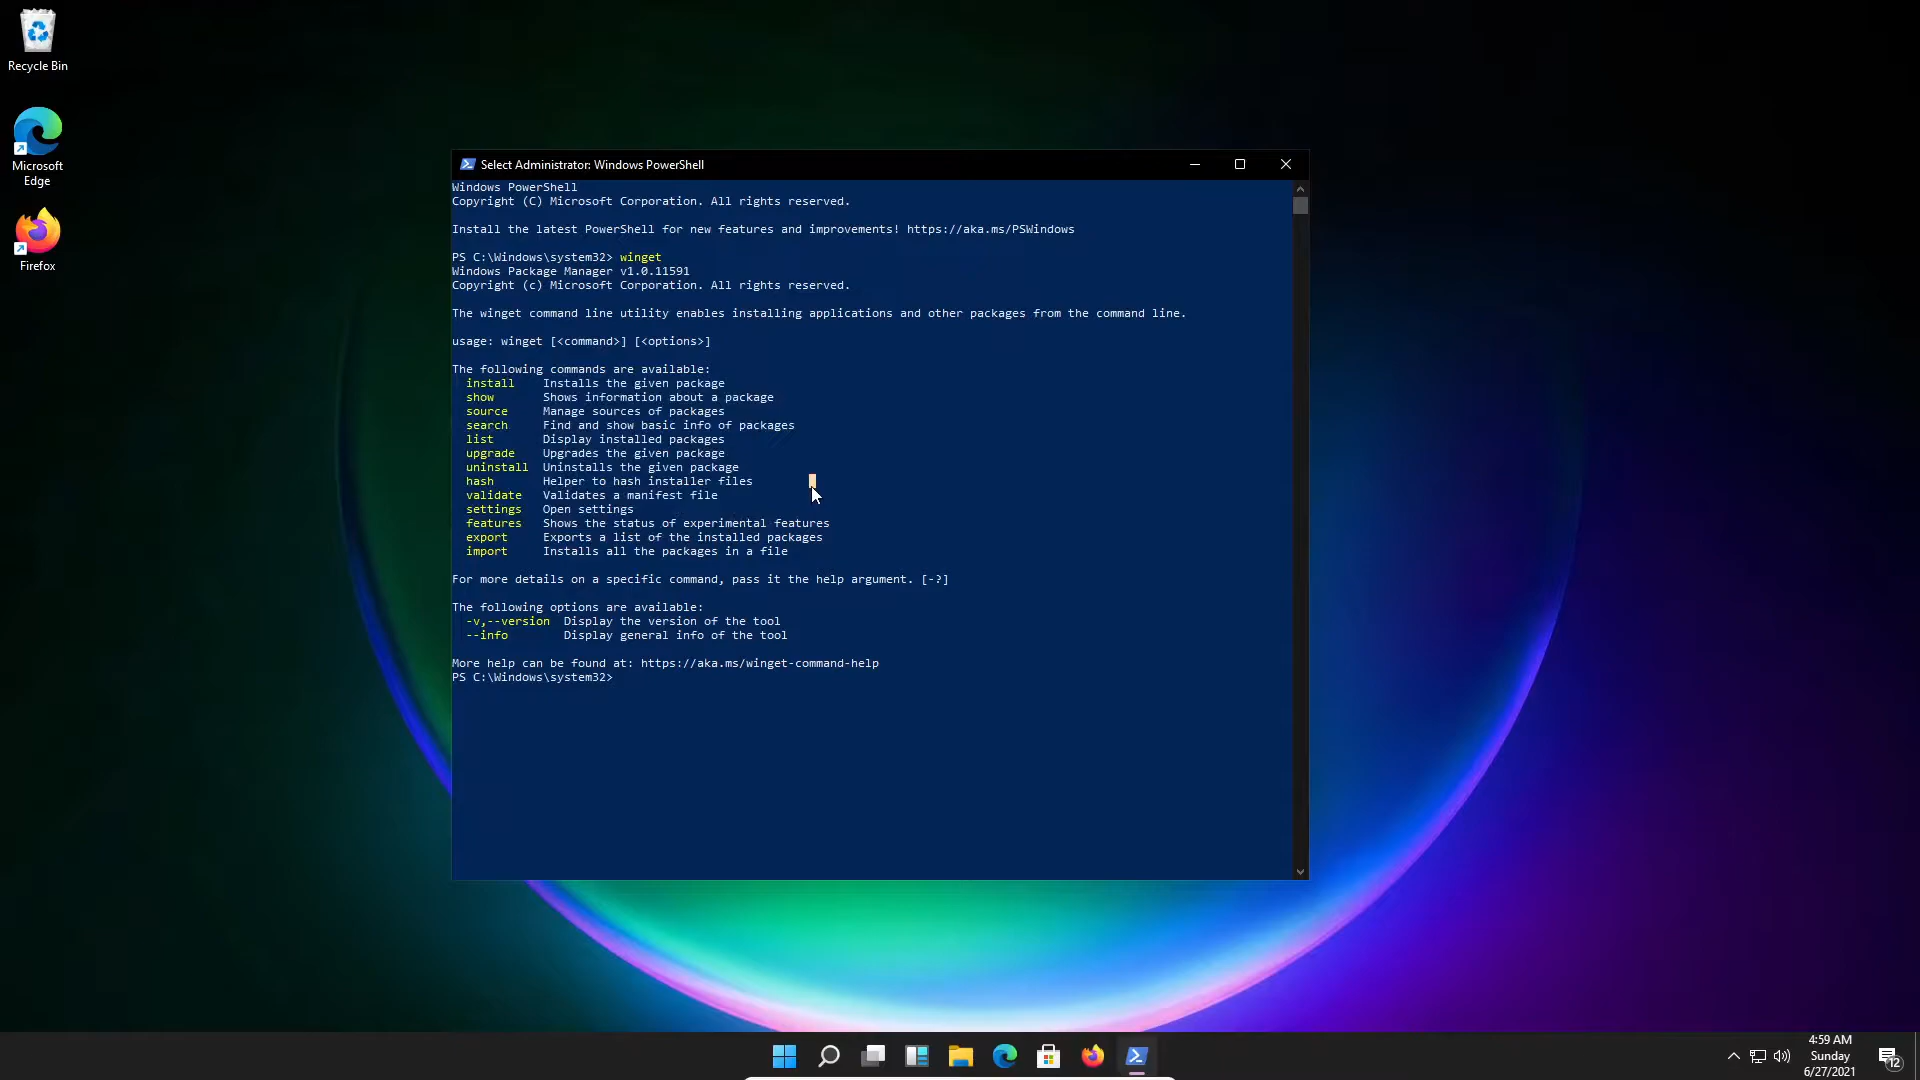 Recycle Bin
Microsoft
Edge
Firefox
Select Administrator: Windows PowerShell
Windows PowerShell
Copyright (C) Microsoft Corporation. All rights reserved.
Install the latest PowerShell for new features and improvements! https://aka.ms/PSWindows
PS C:\Windows\system32> winget
Windows Package Manager v1.0.11591
Copyright (c) Microsoft Corporation. All rights reserved.
The winget command line utility enables installing applications and other packages from the command line.
usage: winget [<command>] [<options>]
The following commands are available:
install Installs the given package
show Shows information about a package
source Manage sources of packages
search Find and show basic info of packages
list Display installed packages
upgrade Upgrades the given package
uninstall Uninstalls the given package
hash Helper to hash installer files
validate Validates a manifest file
settings Open settings
features Shows the status of experimental features
export Exports a list of the installed packages
import Installs all the packages in a file
For more details on a specific command, pass it the help argument. [-?]
The following options are available:
-v,--version Display the version of the tool
--info Display general info of the tool
More help can be found at: https://aka.ms/winget-command-help
PS C:\Windows\system32>
4:59 AM
Sunday
6/27/2021
12